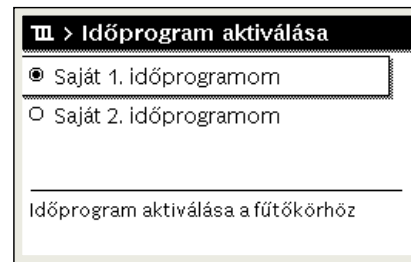 > Időprogram aktiválása
Saját 1. időprogramom
Saját 2. időprogramom
Időprogram aktiválása a fűtőkörhöz